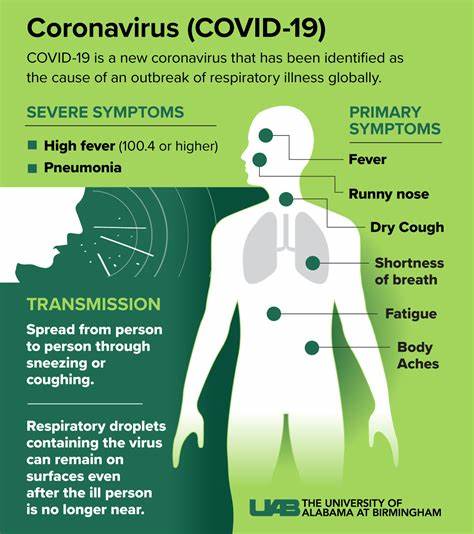 Coronavirus (COVID-19)
COVID-19 is a new coronavirus that has been identified as
the cause of an outbreak of respiratory illness globally.
SEVERE SYMPTOMS
High fever (100.4 or higher)
Pneumonia
PRIMARY
SYMPTOMS
Fever
Runny nose
Dry Cough
Shortness
of breath
Fatigue
Body
Aches
TRANSMISSION
Spread from person
to person through
sneezing or
coughing.
Respiratory droplets
containing the virus
can remain on
surfaces even
after the ill person
is no longer near.
UAB THE UNIVERSITY OF
ALABAMA AT BIRMINGHAM